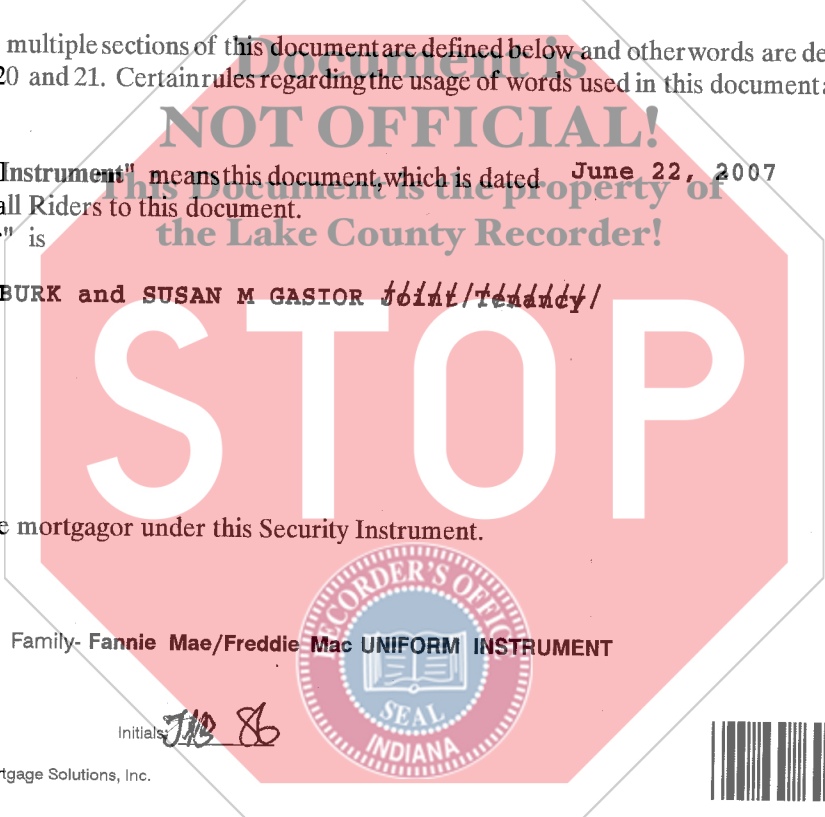 multiple sections of this document are defined below and other words are de
20 and 21. Certain rules regarding the usage of words used in this document a
Document is
NOT OFFICIAL!
This Document is the property of
the Lake County Recorder!
Instrument" means this document, which is dated June 22, 2007
all Riders to this document.
" is
BURK and SUSAN M GASIOR Joint/Tenancy/
STOP
e mortgagor under this Security Instrument.
RECORDER'S OFFIC
SEAL
INDIANA
Family- Fannie Mae/Freddie Mac UNIFORM INSTRUMENT
Initials:
rtgage Solutions, Inc.